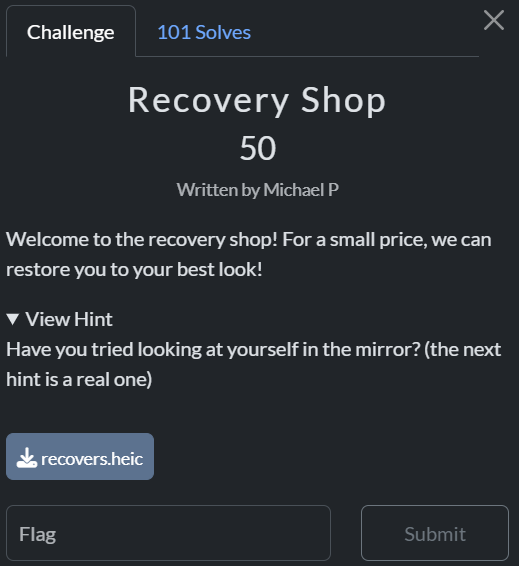 Challenge
101 Solves
Recovery Shop
50
Written by Michael P
Welcome to the recovery shop! For a small price, we can
restore you to your best look!
▼ View Hint
Have you tried looking at yourself in the mirror? (the next
hint is a real one)
recovers.heic
Flag
Submit